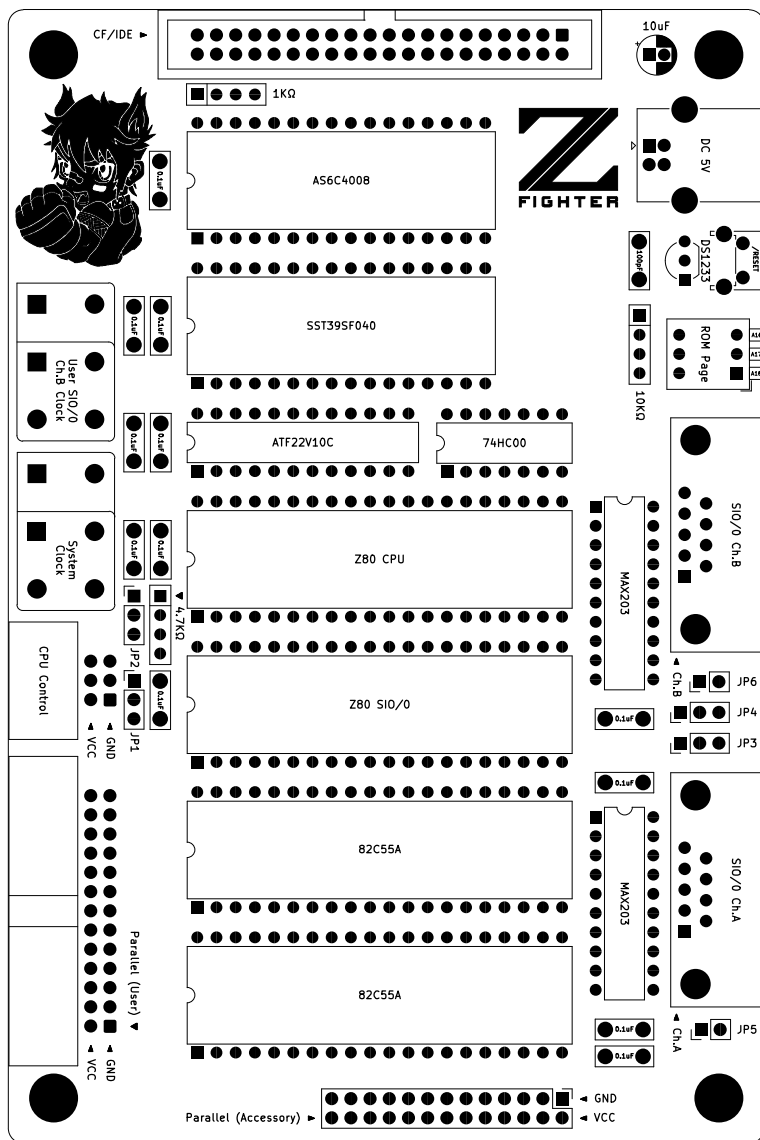 CF/IDE ►
10uF
1KΩ
0.1uF
AS6C4008
Z
FIGHTER
DC 5V
100pF
DS1233
/RESET
0.1uF
0.1uF
SST39SF040
User SIO/0
Ch.B Clock
10KΩ
ROM Page
A17
0.1uF
0.1uF
ATF22V10C
74HC00
SIO/0 Ch.B
System
Clock
0.1uF
0.1uF
Z80 CPU
MAX203
4.7KΩ
JP2
CPU Control
◄ VCC
◄ GND
JP1
0.1uF
Z80 SIO/0
◄ Ch.B
JP6
JP4
JP3
0.1uF
0.1uF
82C55A
MAX203
SIO/0 Ch.A
Parallel (User) ►
◄ VCC
◄ GND
82C55A
◄ Ch.A
JP5
0.1uF
0.1uF
◄ GND
Parallel (Accessory) ►
◄ VCC